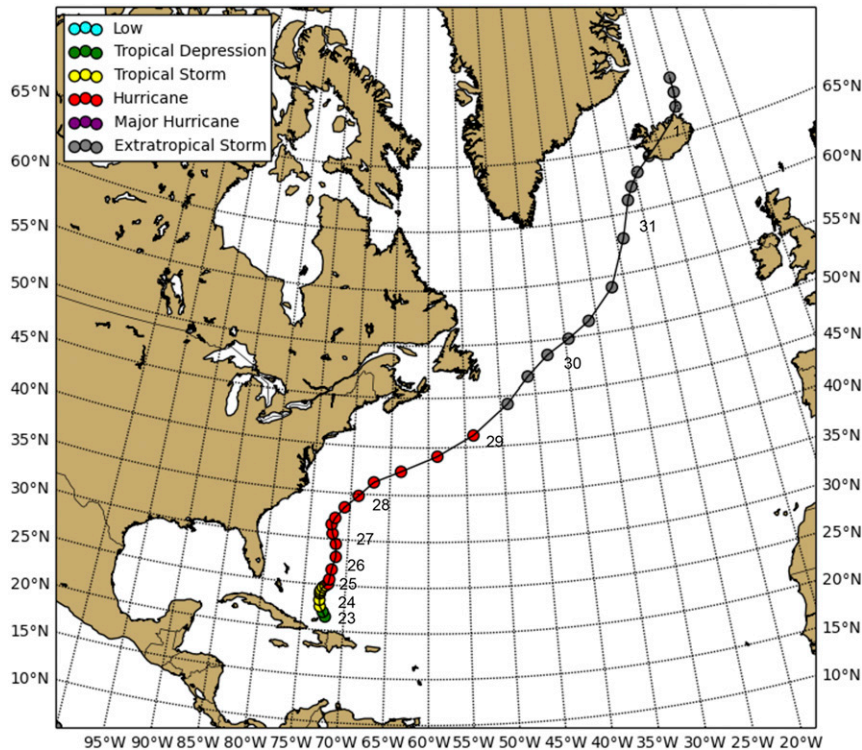 Low
Tropical Depression
Tropical Storm
Hurricane
Major Hurricane
Extratropical Storm
65°N
60°N
55°N
50°N
45°N
40°N
35°N
30°N
25°N
20°N
15°N
10°N
65°N
60°N
55°N
50°N
45°N
40°N
35°N
30°N
25°N
20°N
15°N
10°N
1
31
30
29
28
27
26
25
24
23
95°W 90°W 85°W 80°W 75°W 70°W 65°W 60°W 55°W 50°W 45°W 40°W 35°W 30°W 25°W 20°W